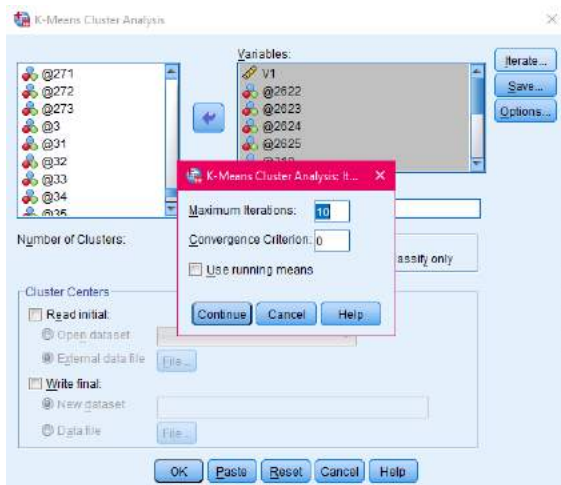 K-Means Cluster Analysis
Variables:
@271
@272
@273
@3
@31
@32
@33
@34
@35
V1
@2622
@2623
@2624
@2625
Iterate...
Save...
Options...
K-Means Cluster Analysis: It...
Maximum Iterations: 10
Convergence Criterion: 0
Use running means
Continue Cancel Help
Number of Clusters:
assify only
Cluster Centers
Read initial:
Open dataset
External data file File...
Write final:
New dataset
Data file File...
OK Paste Reset Cancel Help